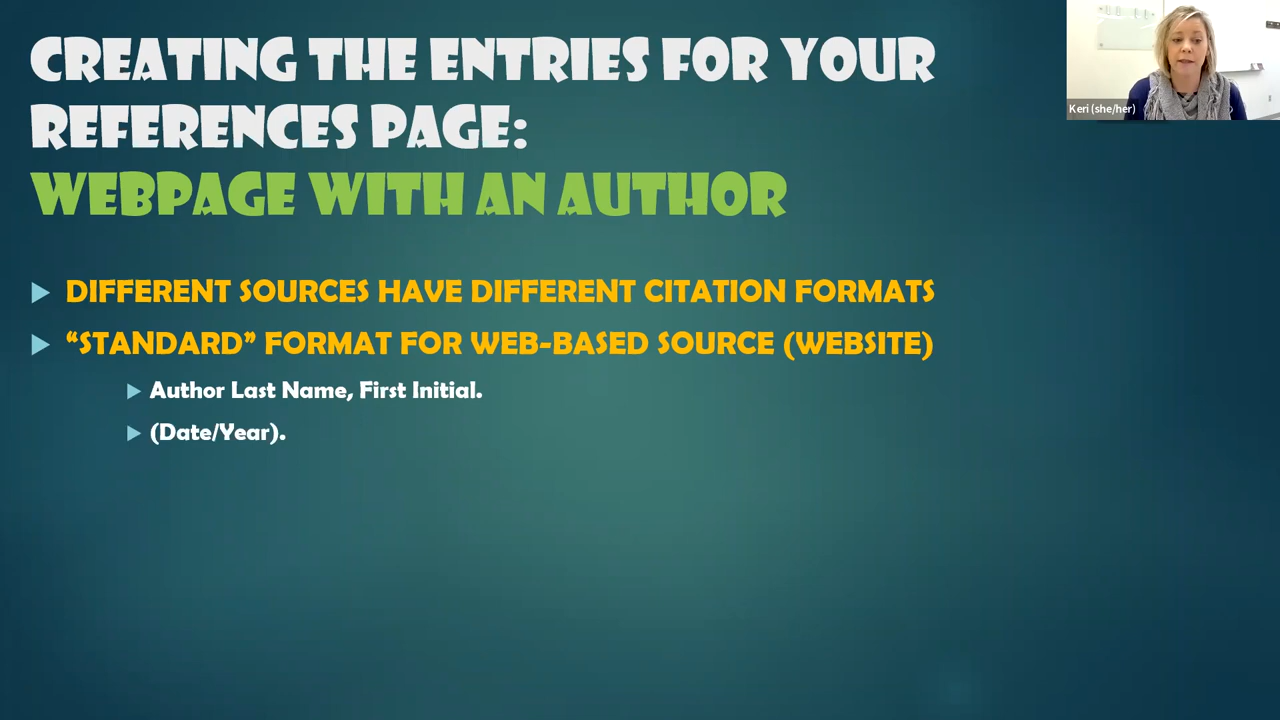 CREATING THE ENTRIES FOR YOUR
REFERENCES PAGE:
WEBPAGE WITH AN AUTHOR
DIFFERENT SOURCES HAVE DIFFERENT CITATION FORMATS
“STANDARD” FORMAT FOR WEB-BASED SOURCE (WEBSITE)
Author Last Name, First Initial.
(Date/Year).
Keri (she/her)